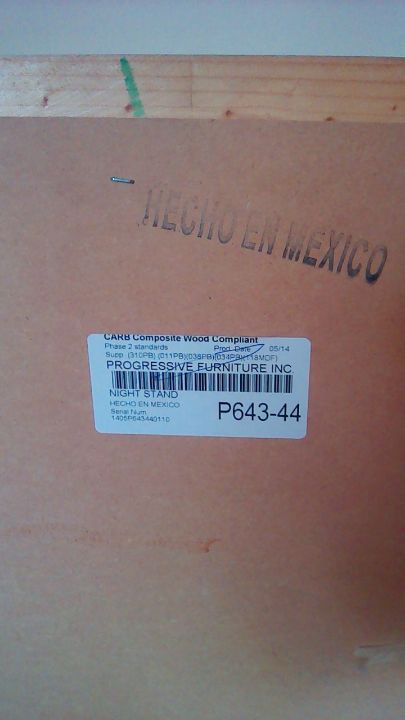 HECHO EN MEXICO
CARB Composite Wood Compliant
Phase 2 standards Prod. Date 05/14
Supp (310PB) (011PB)(038PB)(034PB)(118MDF)
PROGRESSIVE FURNITURE INC
NIGHT STAND
HECHO EN MEXICO
P643-44
Serial Num.
1405P643440110